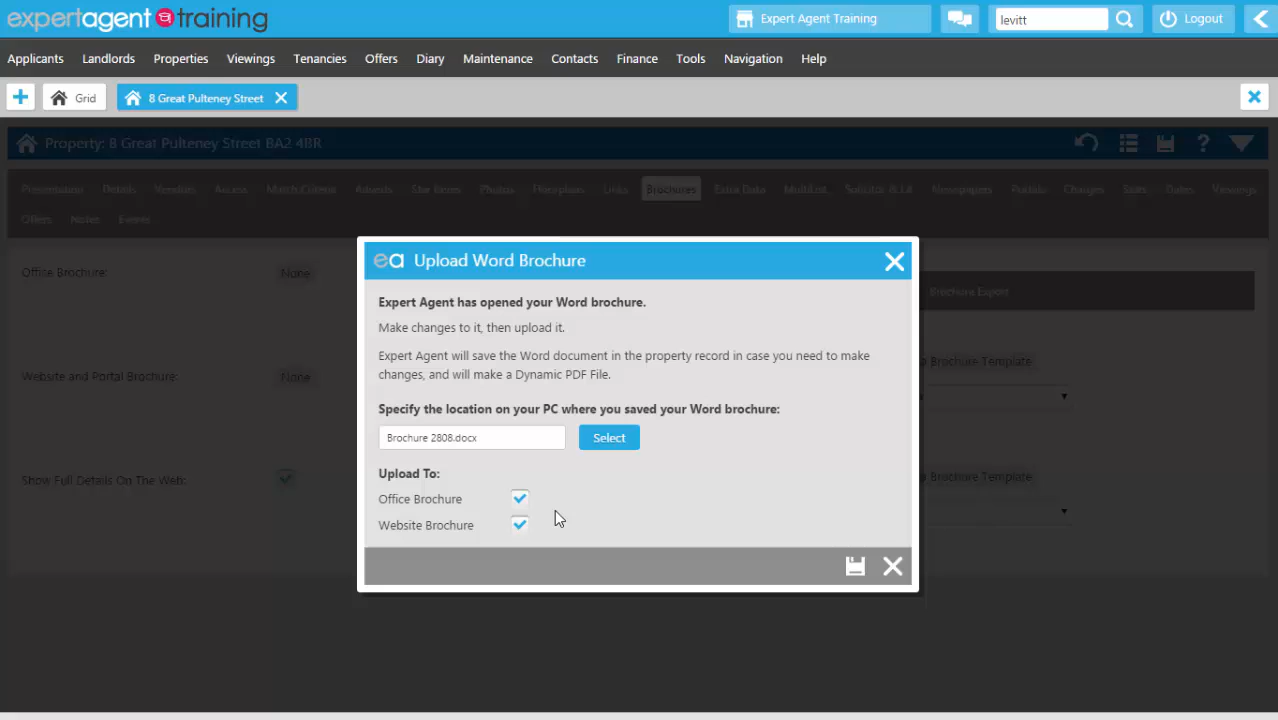 expertagent training
Expert Agent Training
levitt
Logout
Applicants Landlords Properties Viewings Tenancies Offers Diary Maintenance Contacts Finance Tools Navigation Help
Grid
8 Great Pulteney Street
Property: 8 Great Pulteney Street BA2 4BR
Presentation Details Vendors Access Match Criteria Adverts Star Items Photos Floorplans Links Brochures Extra Data MultiList Solicitor & LA Newspapers Portals Charges Stats Dates Viewings
Offers Notes Events
ea Upload Word Brochure
Office Brochure: None
Brochure Expert
Expert Agent has opened your Word brochure.
Make changes to it, then upload it.
Expert Agent will save the Word document in the property record in case you need to make
changes, and will make a Dynamic PDF File.
Brochure Template
Website and Portal Brochure: None
Specify the location on your PC where you saved your Word brochure:
Brochure 2808.docx Select
Upload To:
Brochure Template
Show Full Details On The Web:
Office Brochure
Website Brochure